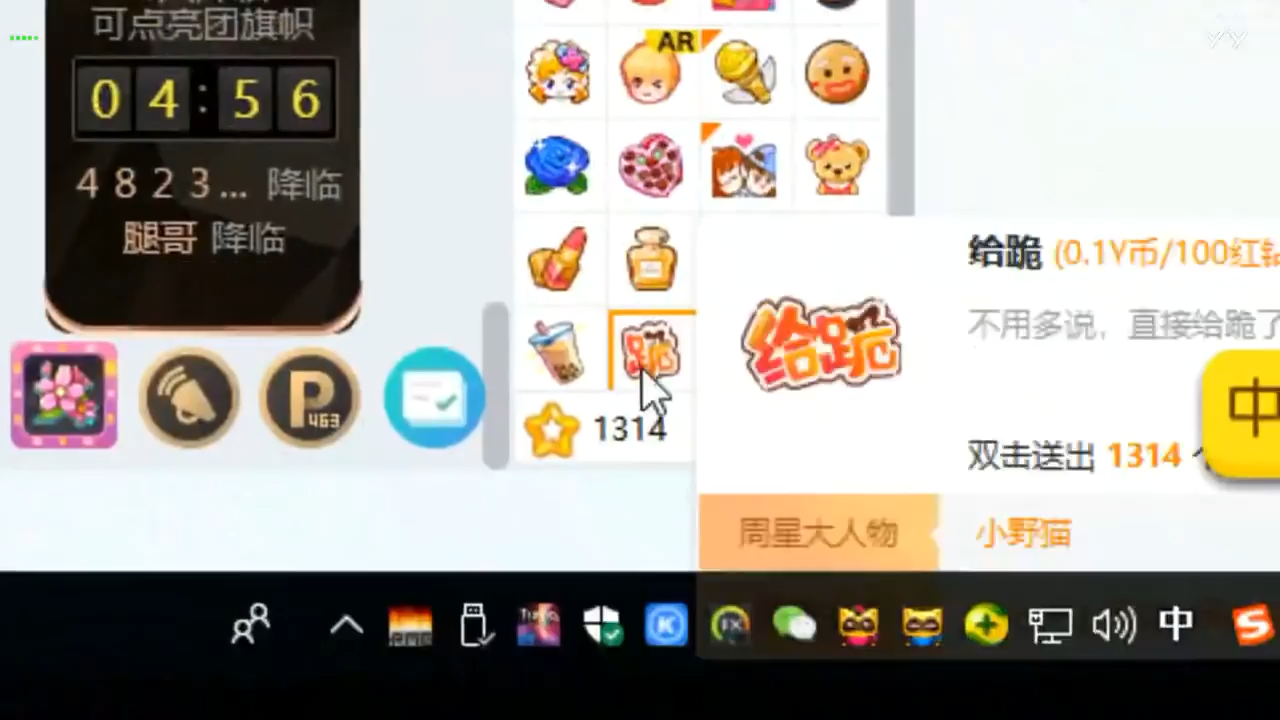 可点亮团旗帜
04:56
4823... 降临
腿哥 降临
AR
跪
1314
P
463
YY
给跪 (0.1Y币/100红钻
给跪
不用多说，直接给跪了
双击送出 1314
中
周星大人物
小野猫
K
中
S